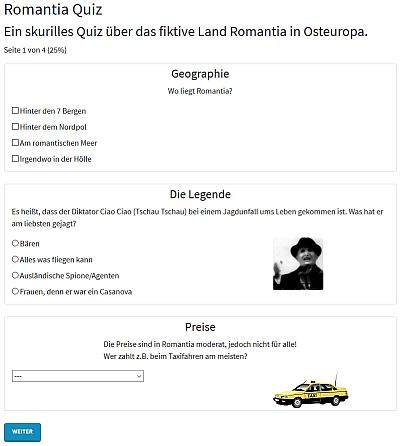 Romantia Quiz
Ein skurilles Quiz über das fiktive Land Romantia in Osteuropa.
Seite 1 von 4 (25%)
Geographie
Wo liegt Romantia?
Hinter den 7 Bergen
Hinter dem Nordpol
Am romantischen Meer
Irgendwo in der Hölle
Die Legende
Es heißt, dass der Diktator Ciao Ciao (Tschau Tschau) bei einem Jagdunfall ums Leben gekommen ist. Was hat er
am liebsten gejagt?
Bären
Alles was fliegen kann
Ausländische Spione/Agenten
Frauen, denn er war ein Casanova
Preise
Die Preise sind in Romantia moderat, jedoch nicht für alle!
Wer zahlt z.B. beim Taxifahren am meisten?
---
TAXI
WEITER